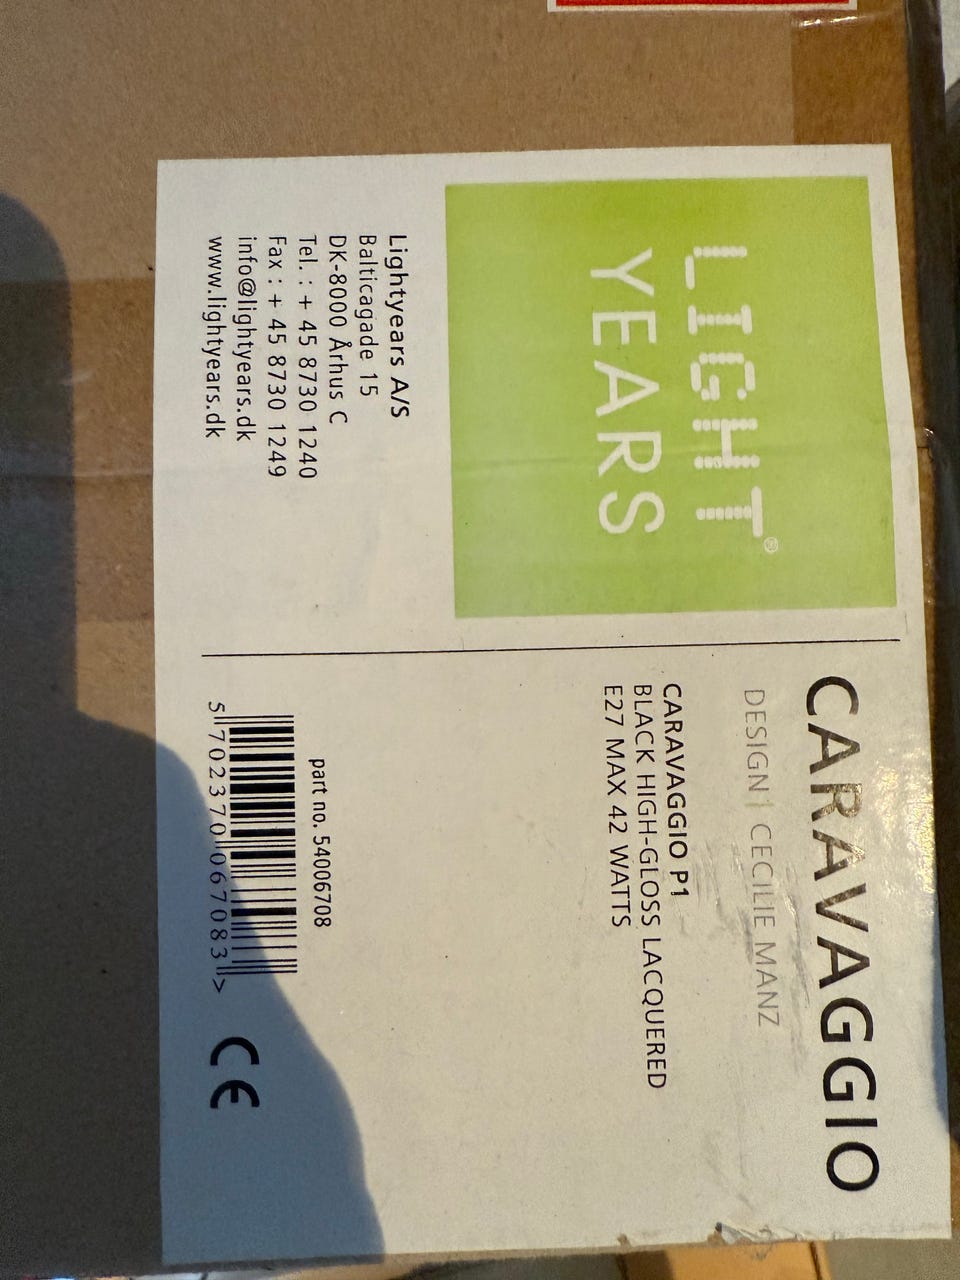 LIGHT®
YEARS
Lightyears A/S
Balticagade 15
DK-8000 Århus C
Tel. : + 45 8730 1240
Fax : + 45 8730 1249
info@lightyears.dk
www.lightyears.dk
CARAVAGGIO
DESIGN | CECILIE MANZ
CARAVAGGIO P1
BLACK HIGH-GLOSS LACQUERED
E27 MAX 42 WATTS
part no. 54006708
5 702370 067083 >
CE